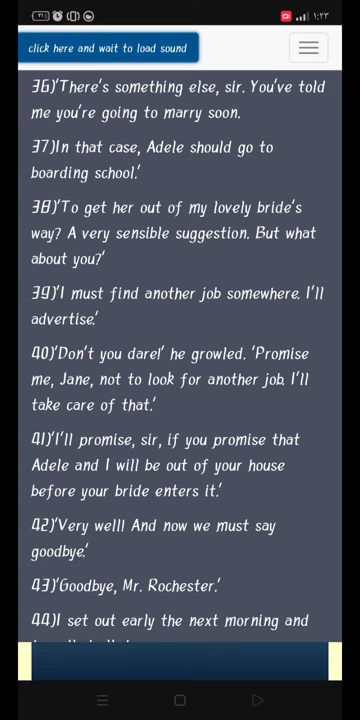 ۲۱
۱:۲۳
click here and wait to load sound
36)'There's something else, sir. You've told
me you're going to marry soon.
37)In that case, Adele should go to
boarding school.'
38)'To get her out of my lovely bride's
way? A very sensible suggestion. But what
about you?'
39)'I must find another job somewhere. I'll
advertise.'
40)'Don't you dare!' he growled. 'Promise
me, Jane, not to look for another job. I'll
take care of that.'
41)'I'll promise, sir, if you promise that
Adele and I will be out of your house
before your bride enters it.'
42)'Very well! And now we must say
goodbye.'
43)'Goodbye, Mr. Rochester.'
44)I set out early the next morning and